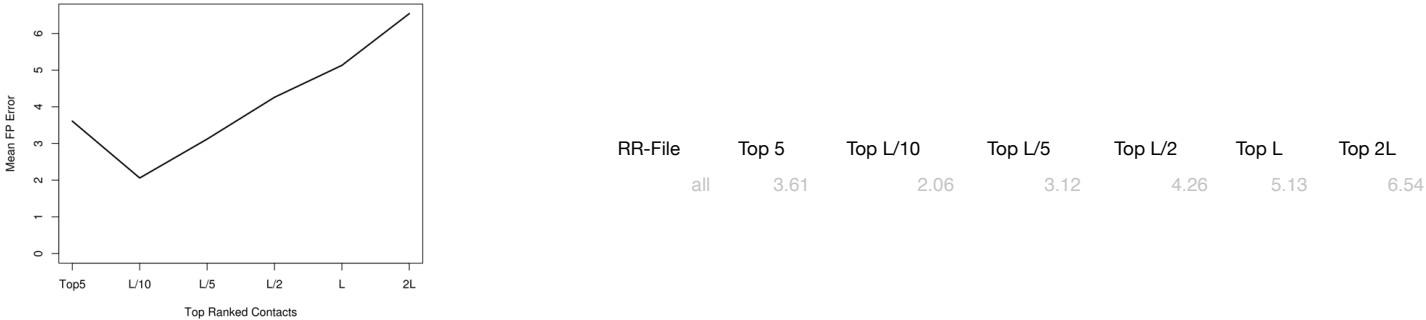 Mean FP Error
6
5
4
3
2
1
0
Top5 L/10 L/5 L/2 L 2L
Top Ranked Contacts
RR-File Top 5 Top L/10 Top L/5 Top L/2 Top L Top 2L
all 3.61 2.06 3.12 4.26 5.13 6.54